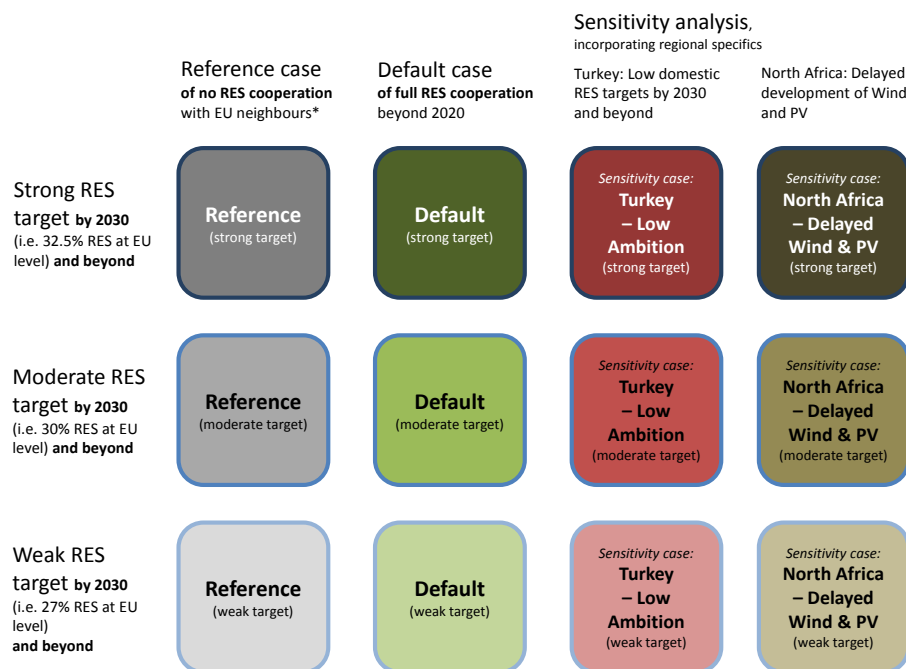 Sensitivity analysis,
incorporating regional specifics
Reference case
of no RES cooperation
with EU neighbours*
Default case
of full RES cooperation
beyond 2020
Turkey: Low domestic
RES targets by 2030
and beyond
North Africa: Delayed
development of Wind
and PV
Strong RES
target by 2030
(i.e. 32.5% RES at EU
level) and beyond
Reference
(strong target)
Default
(strong target)
Sensitivity case:
Turkey
– Low
Ambition
(strong target)
Sensitivity case:
North Africa
– Delayed
Wind & PV
(strong target)
Moderate RES
target by 2030
(i.e. 30% RES at EU
level) and beyond
Reference
(moderate target)
Default
(moderate target)
Sensitivity case:
Turkey
– Low
Ambition
(moderate target)
Sensitivity case:
North Africa
– Delayed
Wind & PV
(moderate target)
Weak RES
target by 2030
(i.e. 27% RES at EU
level)
and beyond
Reference
(weak target)
Default
(weak target)
Sensitivity case:
Turkey
– Low
Ambition
(weak target)
Sensitivity case:
North Africa
– Delayed
Wind & PV
(weak target)